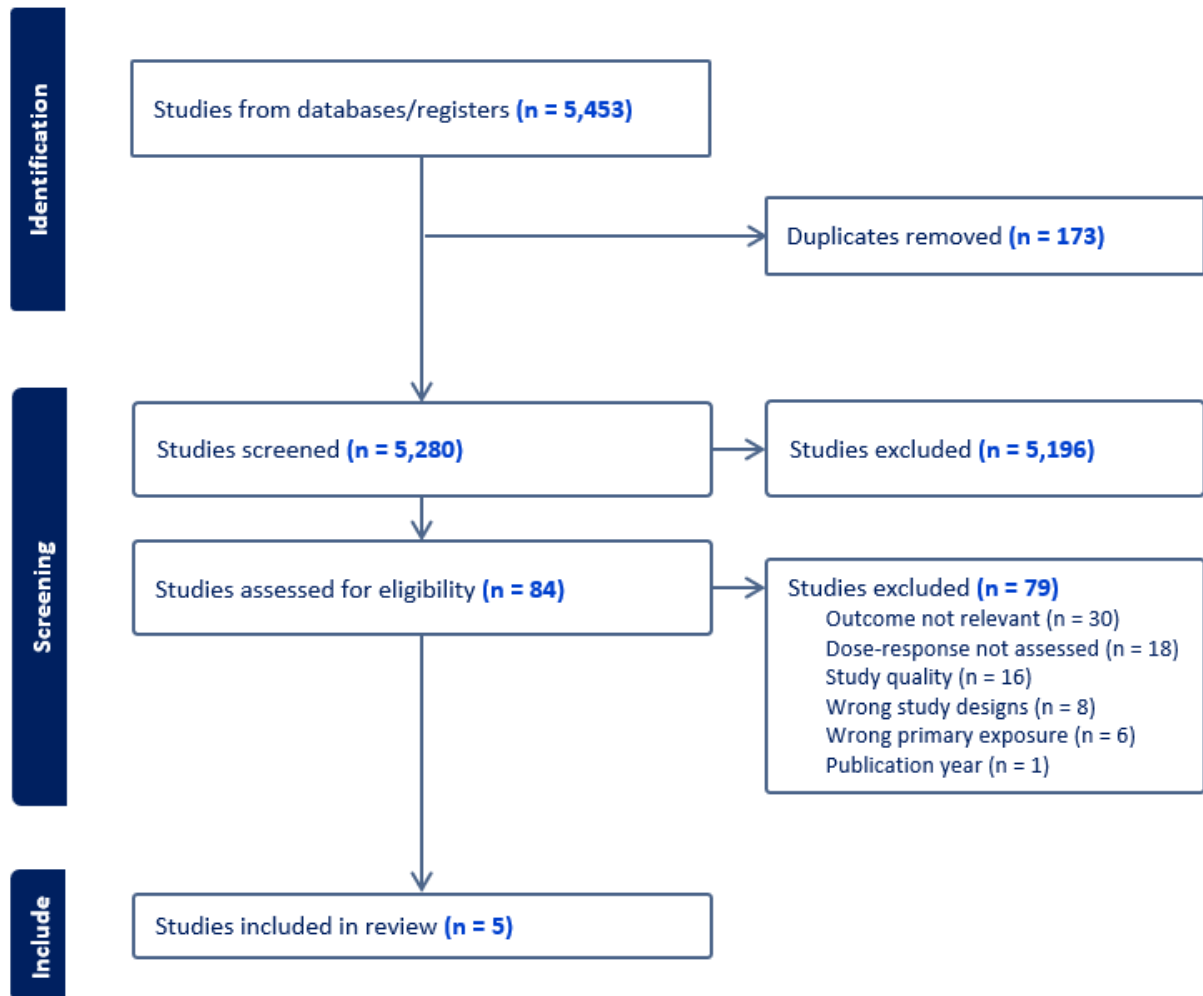 Identification
Studies from databases/registers (n = 5,453)
Duplicates removed (n = 173)
Screening
Studies screened (n = 5,280)
Studies excluded (n = 5,196)
Studies assessed for eligibility (n = 84)
Studies excluded (n = 79)
Outcome not relevant (n = 30)
Dose-response not assessed (n = 18)
Study quality (n = 16)
Wrong study designs (n = 8)
Wrong primary exposure (n = 6)
Publication year (n = 1)
Include
Studies included in review (n = 5)